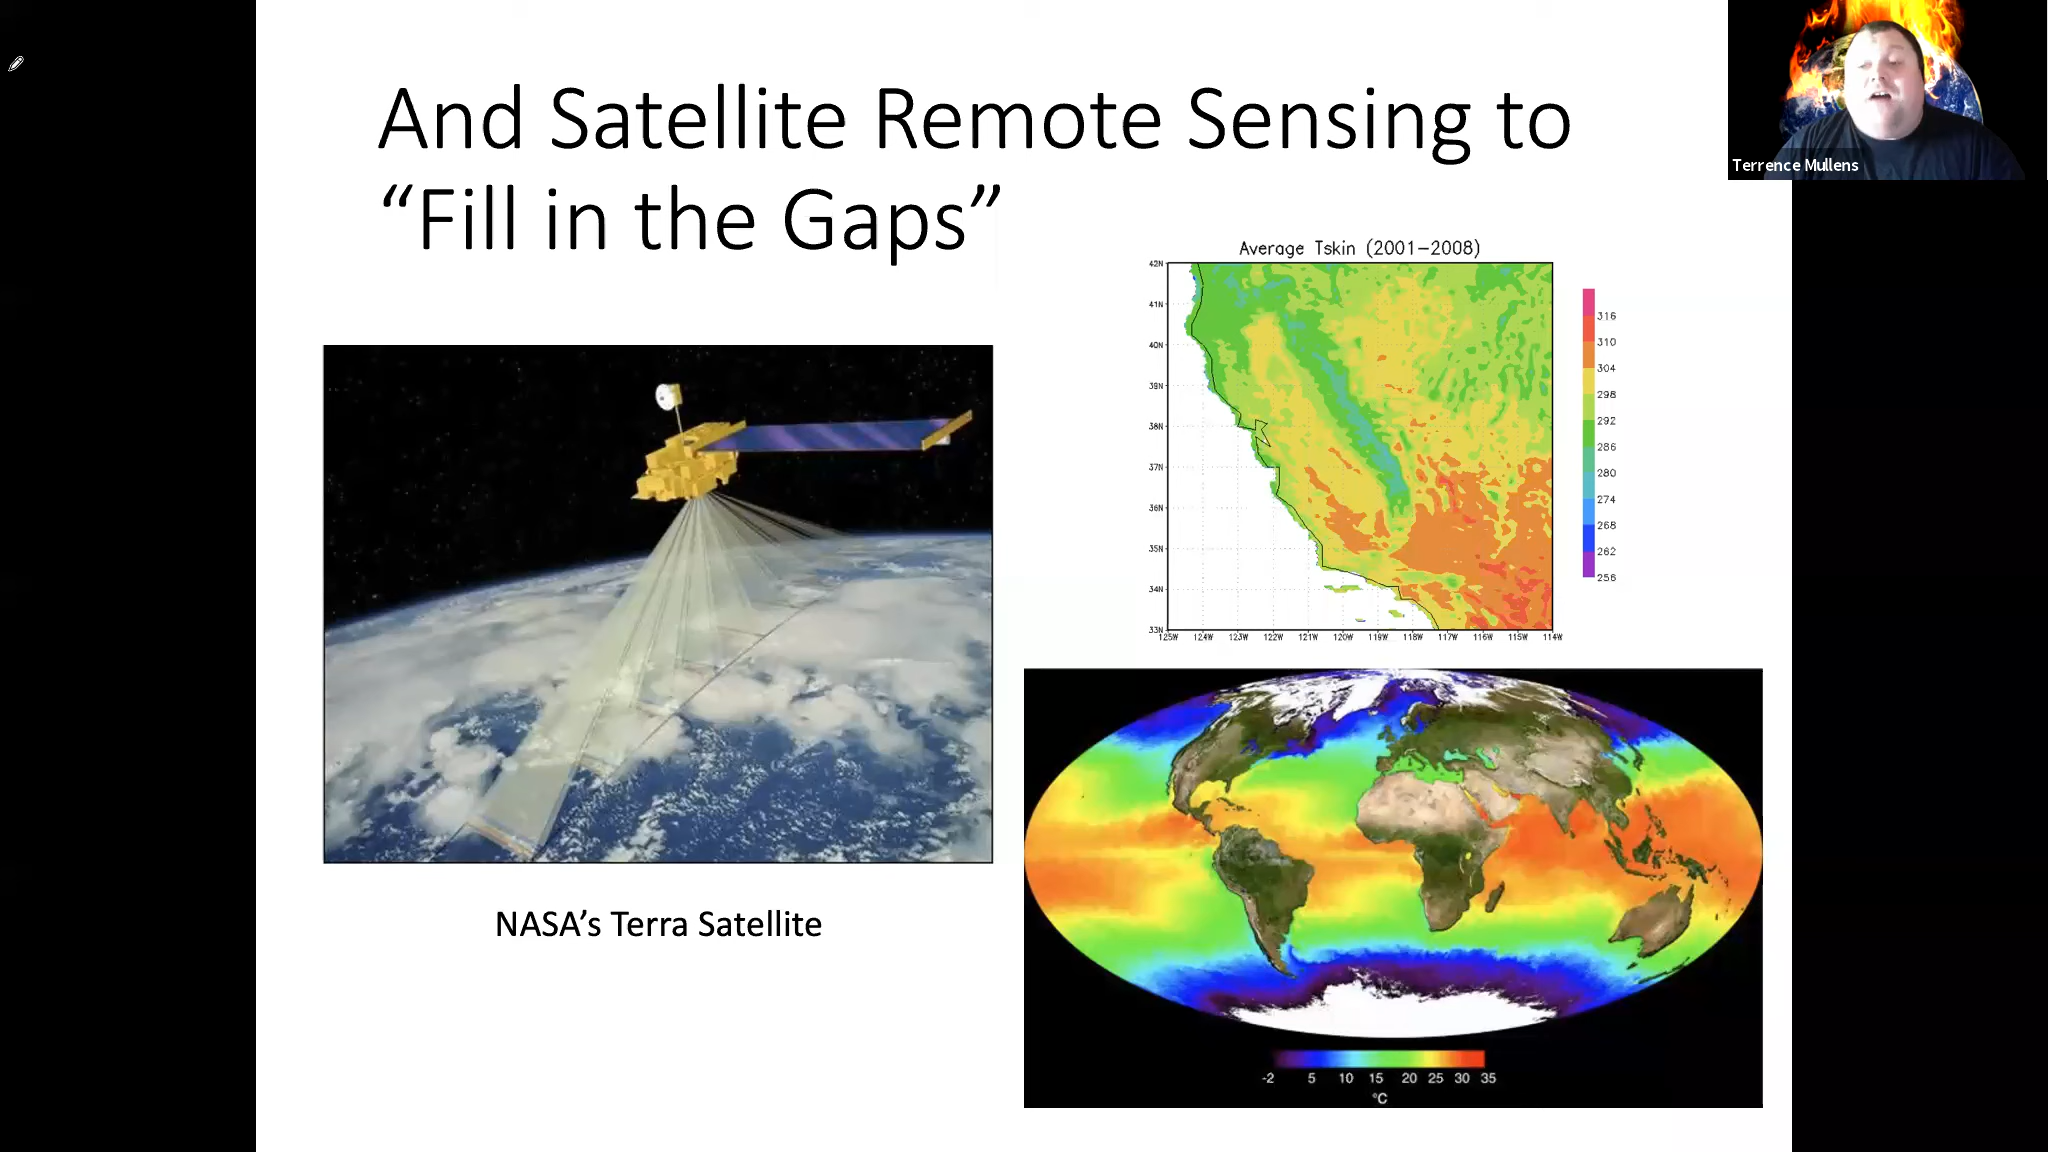 And Satellite Remote Sensing to
“Fill in the Gaps”
Terrence Mullens
Average Tskin (2001–2008)
42N
41N
40N
39N
38N
37N
36N
35N
34N
33N
125W 124W 123W 122W 121W 120W 119W 118W 117W 116W 115W 114W
316
310
304
298
292
286
280
274
268
262
256
NASA’s Terra Satellite
-2 5 10 15 20 25 30 35
°C